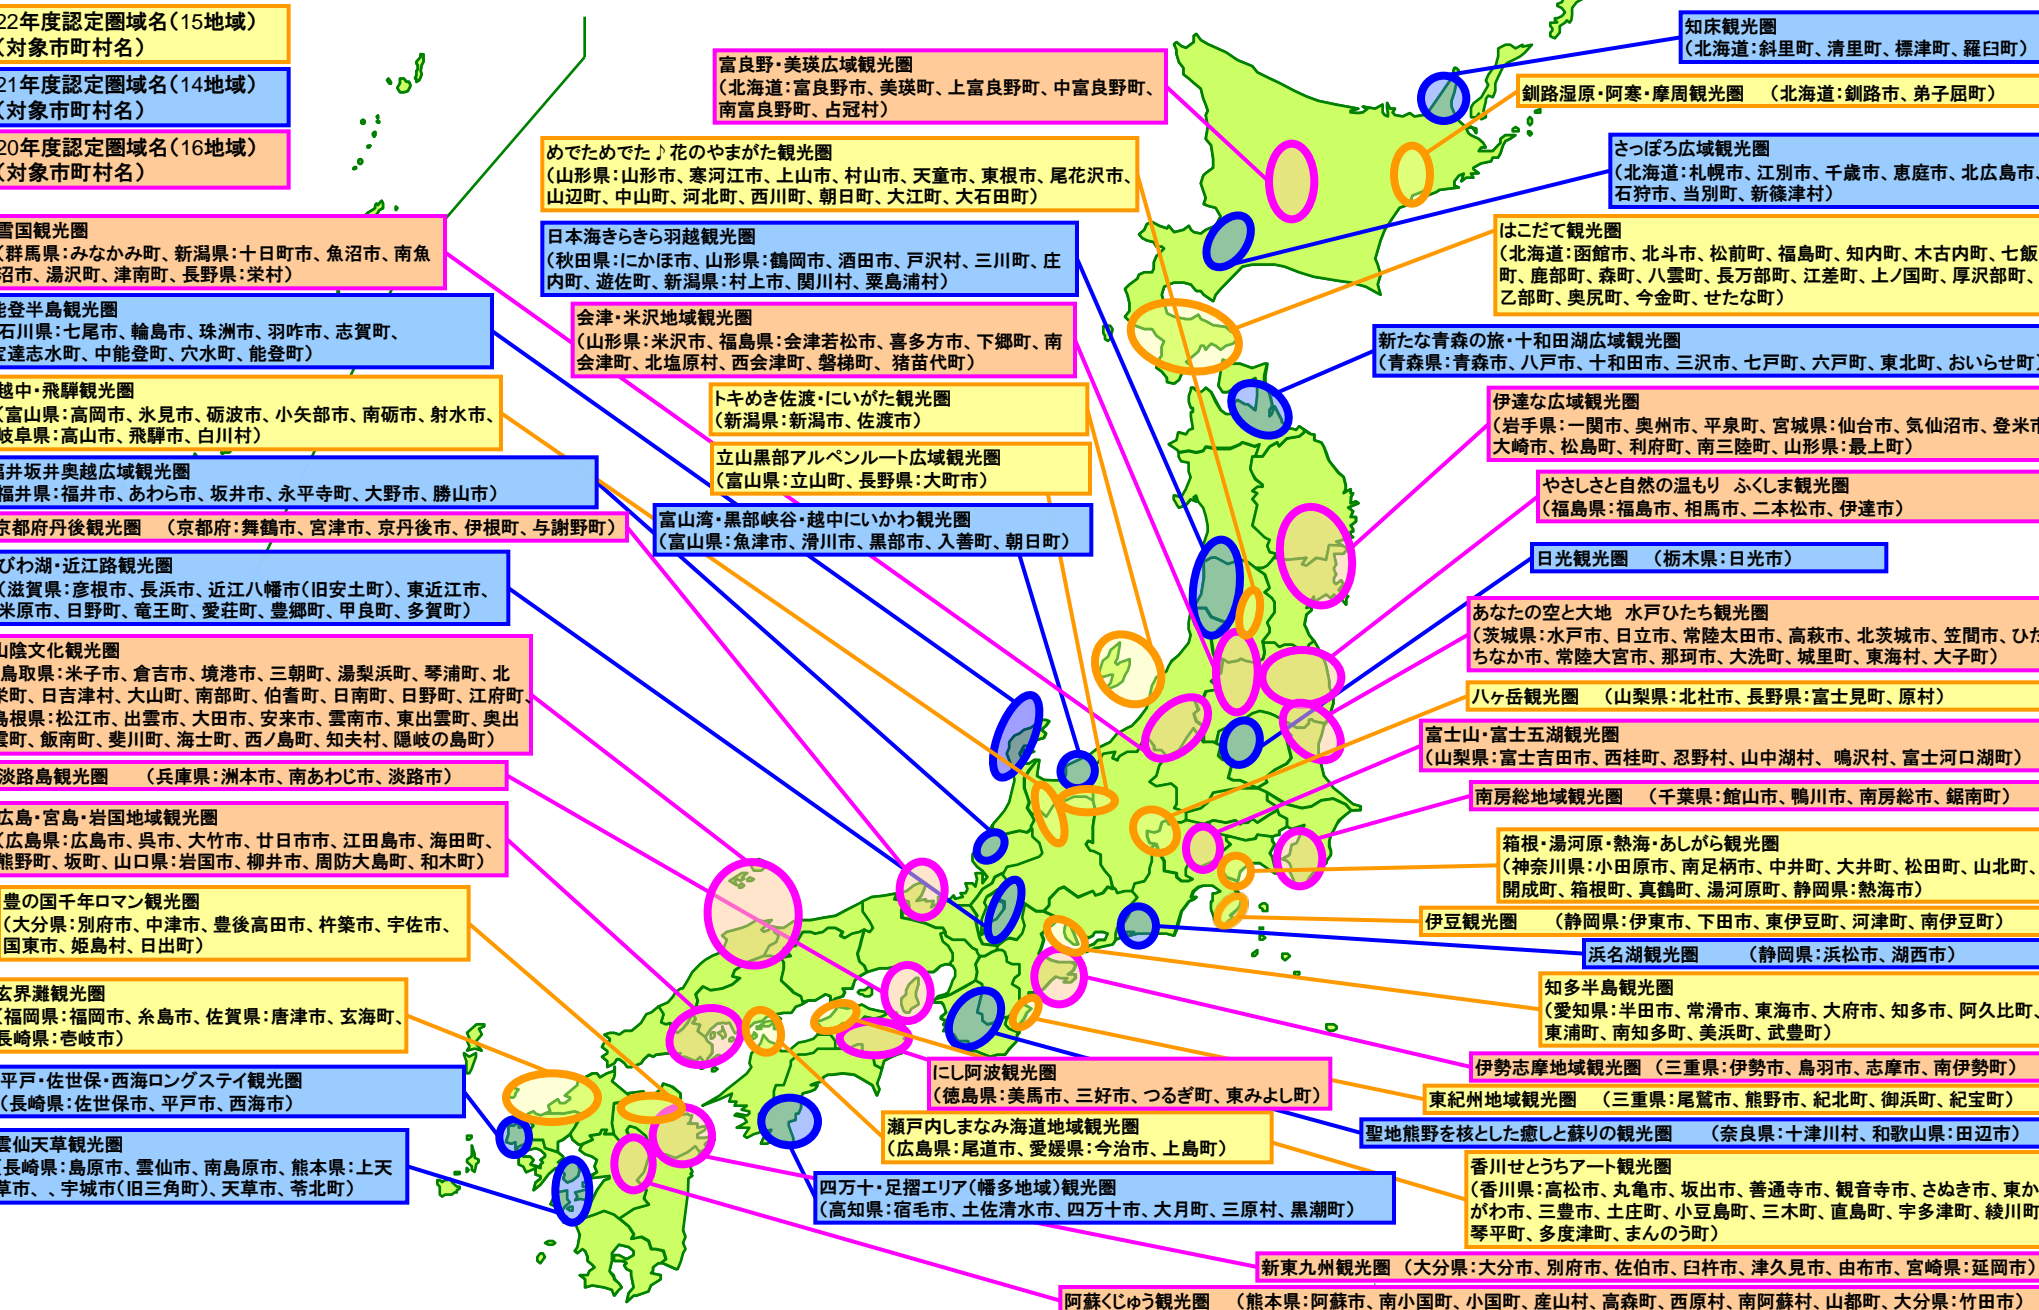 22年度認定圏域名（15地域）
（対象市町村名）
21年度認定圏域名（14地域）
（対象市町村名）
20年度認定圏域名（16地域）
（対象市町村名）
雪国観光圏
（群馬県：みなかみ町、新潟県：十日町市、魚沼市、南魚
沼市、湯沢町、津南町、長野県：栄村）
能登半島観光圏
石川県：七尾市、輪島市、珠洲市、羽咋市、志賀町、
宝達志水町、中能登町、穴水町、能登町）
越中・飛騨観光圏
（富山県：高岡市、氷見市、砺波市、小矢部市、南砺市、射水市、
岐阜県：高山市、飛騨市、白川村）
福井坂井奥越広域観光圏
福井県：福井市、あわら市、坂井市、永平寺町、大野市、勝山市）
京都府丹後観光圏　（京都府：舞鶴市、宮津市、京丹後市、伊根町、与謝野町）
びわ湖・近江路観光圏
（滋賀県：彦根市、長浜市、近江八幡市（旧安土町）、東近江市、
米原市、日野町、竜王町、愛荘町、豊郷町、甲良町、多賀町）
山陰文化観光圏
鳥取県：米子市、倉吉市、境港市、三朝町、湯梨浜町、琴浦町、北
栄町、日吉津村、大山町、南部町、伯耆町、日南町、日野町、江府町、
島根県：松江市、出雲市、大田市、安来市、雲南市、東出雲町、奥出
雲町、飯南町、斐川町、海士町、西ノ島町、知夫村、隠岐の島町）
淡路島観光圏　　（兵庫県：洲本市、南あわじ市、淡路市）
広島・宮島・岩国地域観光圏
（広島県：広島市、呉市、大竹市、廿日市市、江田島市、海田町、
熊野町、坂町、山口県：岩国市、柳井市、周防大島町、和木町）
豊の国千年ロマン観光圏
（大分県：別府市、中津市、豊後高田市、杵築市、宇佐市、
国東市、姫島村、日出町）
玄界灘観光圏
（福岡県：福岡市、糸島市、佐賀県：唐津市、玄海町、
長崎県：壱岐市）
平戸・佐世保・西海ロングステイ観光圏
（長崎県：佐世保市、平戸市、西海市）
雲仙天草観光圏
（長崎県：島原市、雲仙市、南島原市、熊本県：上天
草市、、宇城市（旧三角町）、天草市、苓北町）
富良野・美瑛広域観光圏
（北海道：富良野市、美瑛町、上富良野町、中富良野町、
南富良野町、占冠村）
めでためでた♪花のやまがた観光圏
（山形県：山形市、寒河江市、上山市、村山市、天童市、東根市、尾花沢市、
山辺町、中山町、河北町、西川町、朝日町、大江町、大石田町）
日本海きらきら羽越観光圏
（秋田県：にかほ市、山形県：鶴岡市、酒田市、戸沢村、三川町、庄
内町、遊佐町、新潟県：村上市、関川村、粟島浦村）
会津・米沢地域観光圏
（山形県：米沢市、福島県：会津若松市、喜多方市、下郷町、南
会津町、北塩原村、西会津町、磐梯町、猪苗代町）
トキめき佐渡・にいがた観光圏
（新潟県：新潟市、佐渡市）
立山黒部アルペンルート広域観光圏
（富山県：立山町、長野県：大町市）
富山湾・黒部峡谷・越中にいかわ観光圏
（富山県：魚津市、滑川市、黒部市、入善町、朝日町）
にし阿波観光圏
（徳島県：美馬市、三好市、つるぎ町、東みよし町）
瀬戸内しまなみ海道地域観光圏
（広島県：尾道市、愛媛県：今治市、上島町）
四万十・足摺エリア（幡多地域）観光圏
（高知県：宿毛市、土佐清水市、四万十市、大月町、三原村、黒潮町）
知床観光圏
（北海道：斜里町、清里町、標津町、羅臼町）
釧路湿原・阿寒・摩周観光圏　（北海道：釧路市、弟子屈町）
さっぽろ広域観光圏
（北海道：札幌市、江別市、千歳市、恵庭市、北広島市、
石狩市、当別町、新篠津村）
はこだて観光圏
（北海道：函館市、北斗市、松前町、福島町、知内町、木古内町、七飯
町、鹿部町、森町、八雲町、長万部町、江差町、上ノ国町、厚沢部町、
乙部町、奥尻町、今金町、せたな町）
新たな青森の旅・十和田湖広域観光圏
（青森県：青森市、八戸市、十和田市、三沢市、七戸町、六戸町、東北町、おいらせ町）
伊達な広域観光圏
（岩手県：一関市、奥州市、平泉町、宮城県：仙台市、気仙沼市、登米市
大崎市、松島町、利府町、南三陸町、山形県：最上町）
やさしさと自然の温もり　ふくしま観光圏
（福島県：福島市、相馬市、二本松市、伊達市）
日光観光圏　（栃木県：日光市）
あなたの空と大地　水戸ひたち観光圏
（茨城県：水戸市、日立市、常陸太田市、高萩市、北茨城市、笠間市、ひた
ちなか市、常陸大宮市、那珂市、大洗町、城里町、東海村、大子町）
八ヶ岳観光圏　（山梨県：北杜市、長野県：富士見町、原村）
富士山・富士五湖観光圏
（山梨県：富士吉田市、西桂町、忍野村、山中湖村、鳴沢村、富士河口湖町）
南房総地域観光圏　（千葉県：館山市、鴨川市、南房総市、鋸南町）
箱根・湯河原・熱海・あしがら観光圏
（神奈川県：小田原市、南足柄市、中井町、大井町、松田町、山北町、
開成町、箱根町、真鶴町、湯河原町、静岡県：熱海市）
伊豆観光圏　（静岡県：伊東市、下田市、東伊豆町、河津町、南伊豆町）
浜名湖観光圏　　（静岡県：浜松市、湖西市）
知多半島観光圏
（愛知県：半田市、常滑市、東海市、大府市、知多市、阿久比町、
東浦町、南知多町、美浜町、武豊町）
伊勢志摩地域観光圏（三重県：伊勢市、鳥羽市、志摩市、南伊勢町）
東紀州地域観光圏　（三重県：尾鷲市、熊野市、紀北町、御浜町、紀宝町）
聖地熊野を核とした癒しと蘇りの観光圏　　（奈良県：十津川村、和歌山県：田辺市）
香川せとうちアート観光圏
（香川県：高松市、丸亀市、坂出市、善通寺市、観音寺市、さぬき市、東か
がわ市、三豊市、土庄町、小豆島町、三木町、直島町、宇多津町、綾川町
琴平町、多度津町、まんのう町）
新東九州観光圏　（大分県：大分市、別府市、佐伯市、臼杵市、津久見市、由布市、宮崎県：延岡市）
阿蘇くじゅう観光圏　（熊本県：阿蘇市、南小国町、小国町、産山村、高森町、西原村、南阿蘇村、山都町、大分県：竹田市）